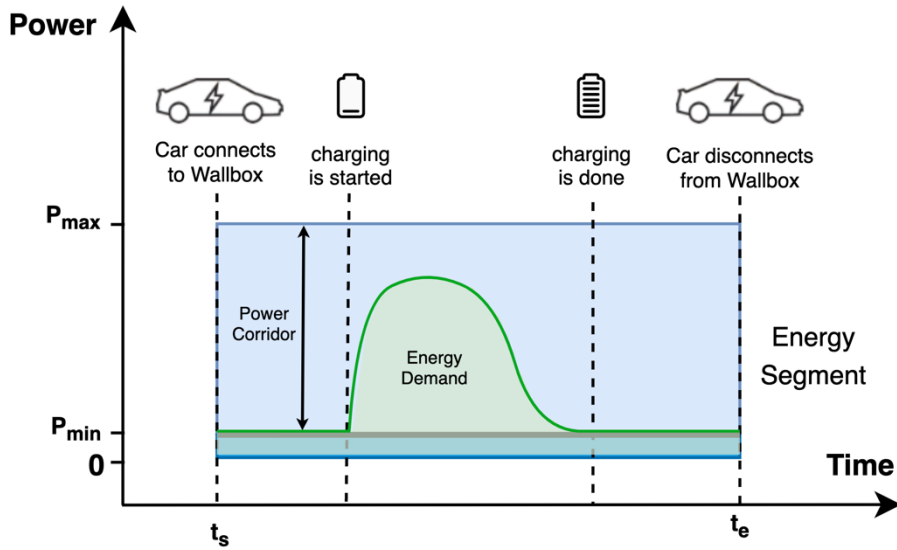 Power
Car connects
to Wallbox
charging
is started
charging
is done
Car disconnects
from Wallbox
Pmax
Power
Corridor
Energy
Demand
Energy
Segment
Pmin
0
Time
ts
te